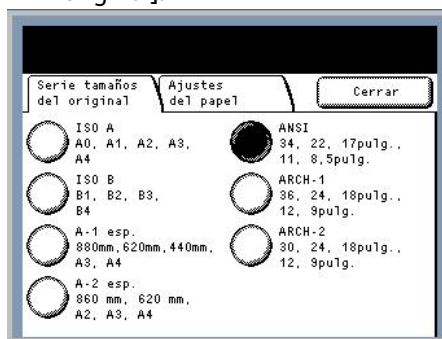 Serie tamaños
del original
Ajustes
del papel
Cerrar
ISO A
A0, A1, A2, A3,
A4
ISO B
B1, B2, B3,
B4
A-1 esp.
880mm,620mm,440mm,
A3, A4
A-2 esp.
860 mm, 620 mm,
A2, A3, A4
ANSI
34, 22, 17pulg.,
11, 8,5pulg.
ARCH-1
36, 24, 18pulg.,
12, 9pulg.
ARCH-2
30, 24, 18pulg.,
12, 9pulg.